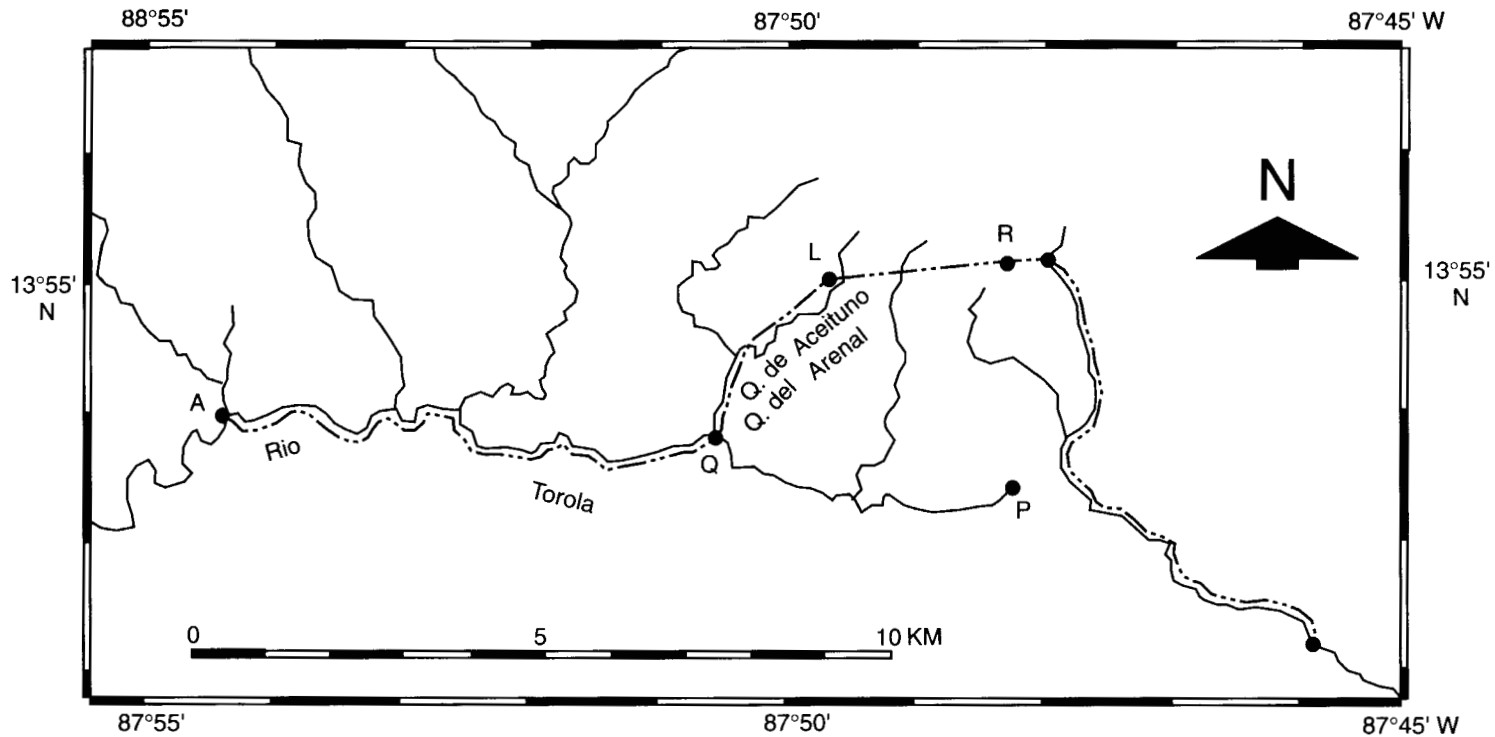 88°55' 87°50' 87°45' W
N
L R
13°55' 13°55'
N N
Q. de Aceituno
Q. del Arenal
A
Rio
Q
Torola
P
0 5 10 KM
87°55' 87°50' 87°45' W